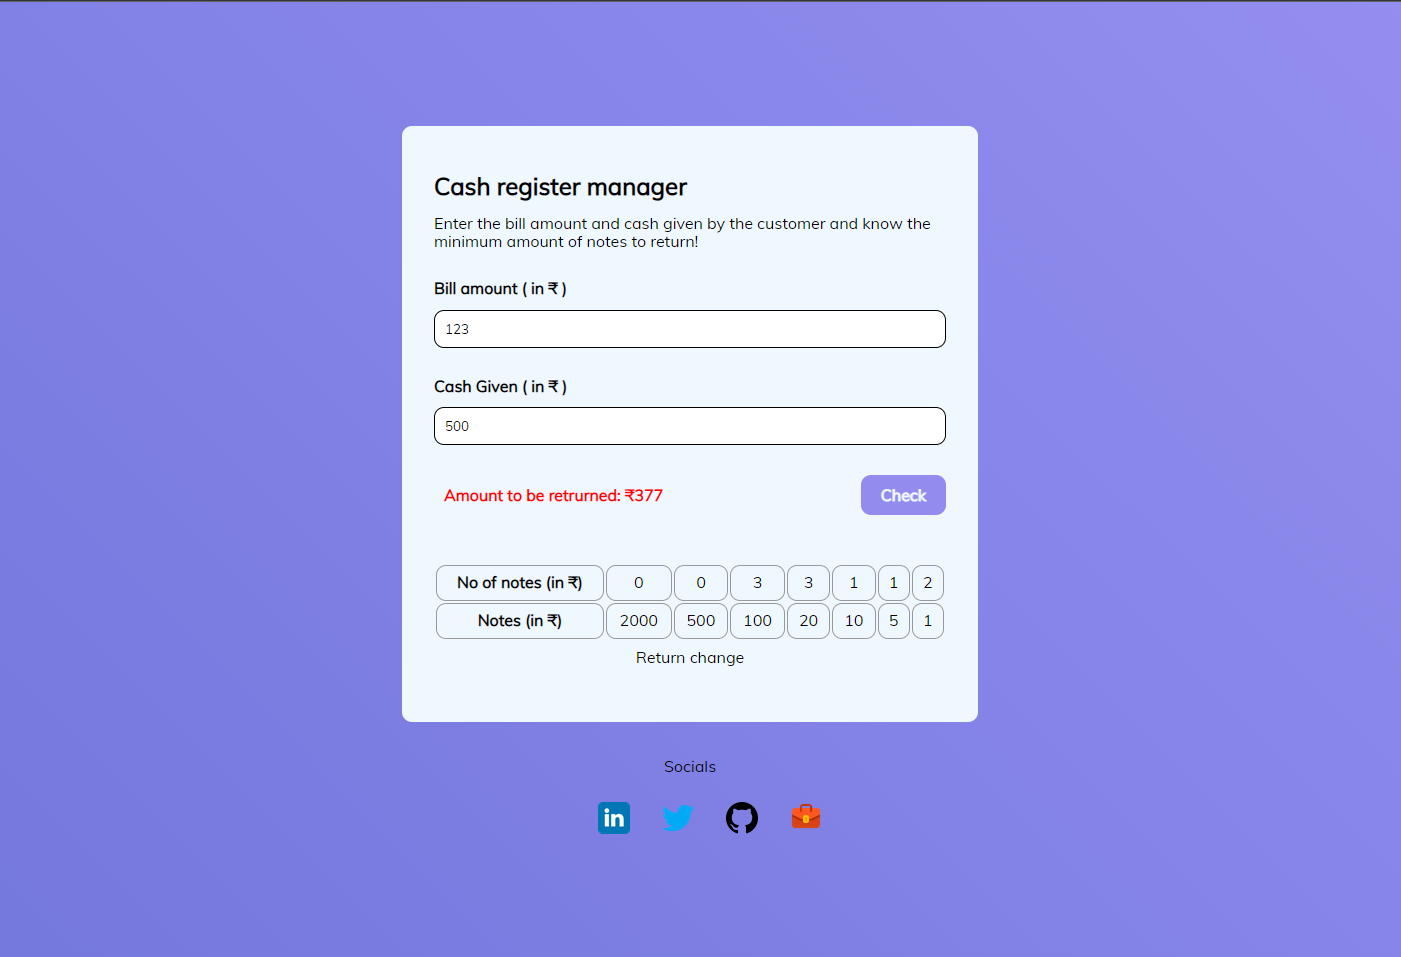 Cash register manager
Enter the bill amount and cash given by the customer and know the
minimum amount of notes to return!
Bill amount ( in ₹ )
123
Cash Given ( in ₹ )
500
Amount to be retrurned: ₹377
Check
No of notes (in ₹) 0 0 3 3 1 1 2
Notes (in ₹) 2000 500 100 20 10 5 1
Return change
Socials
in